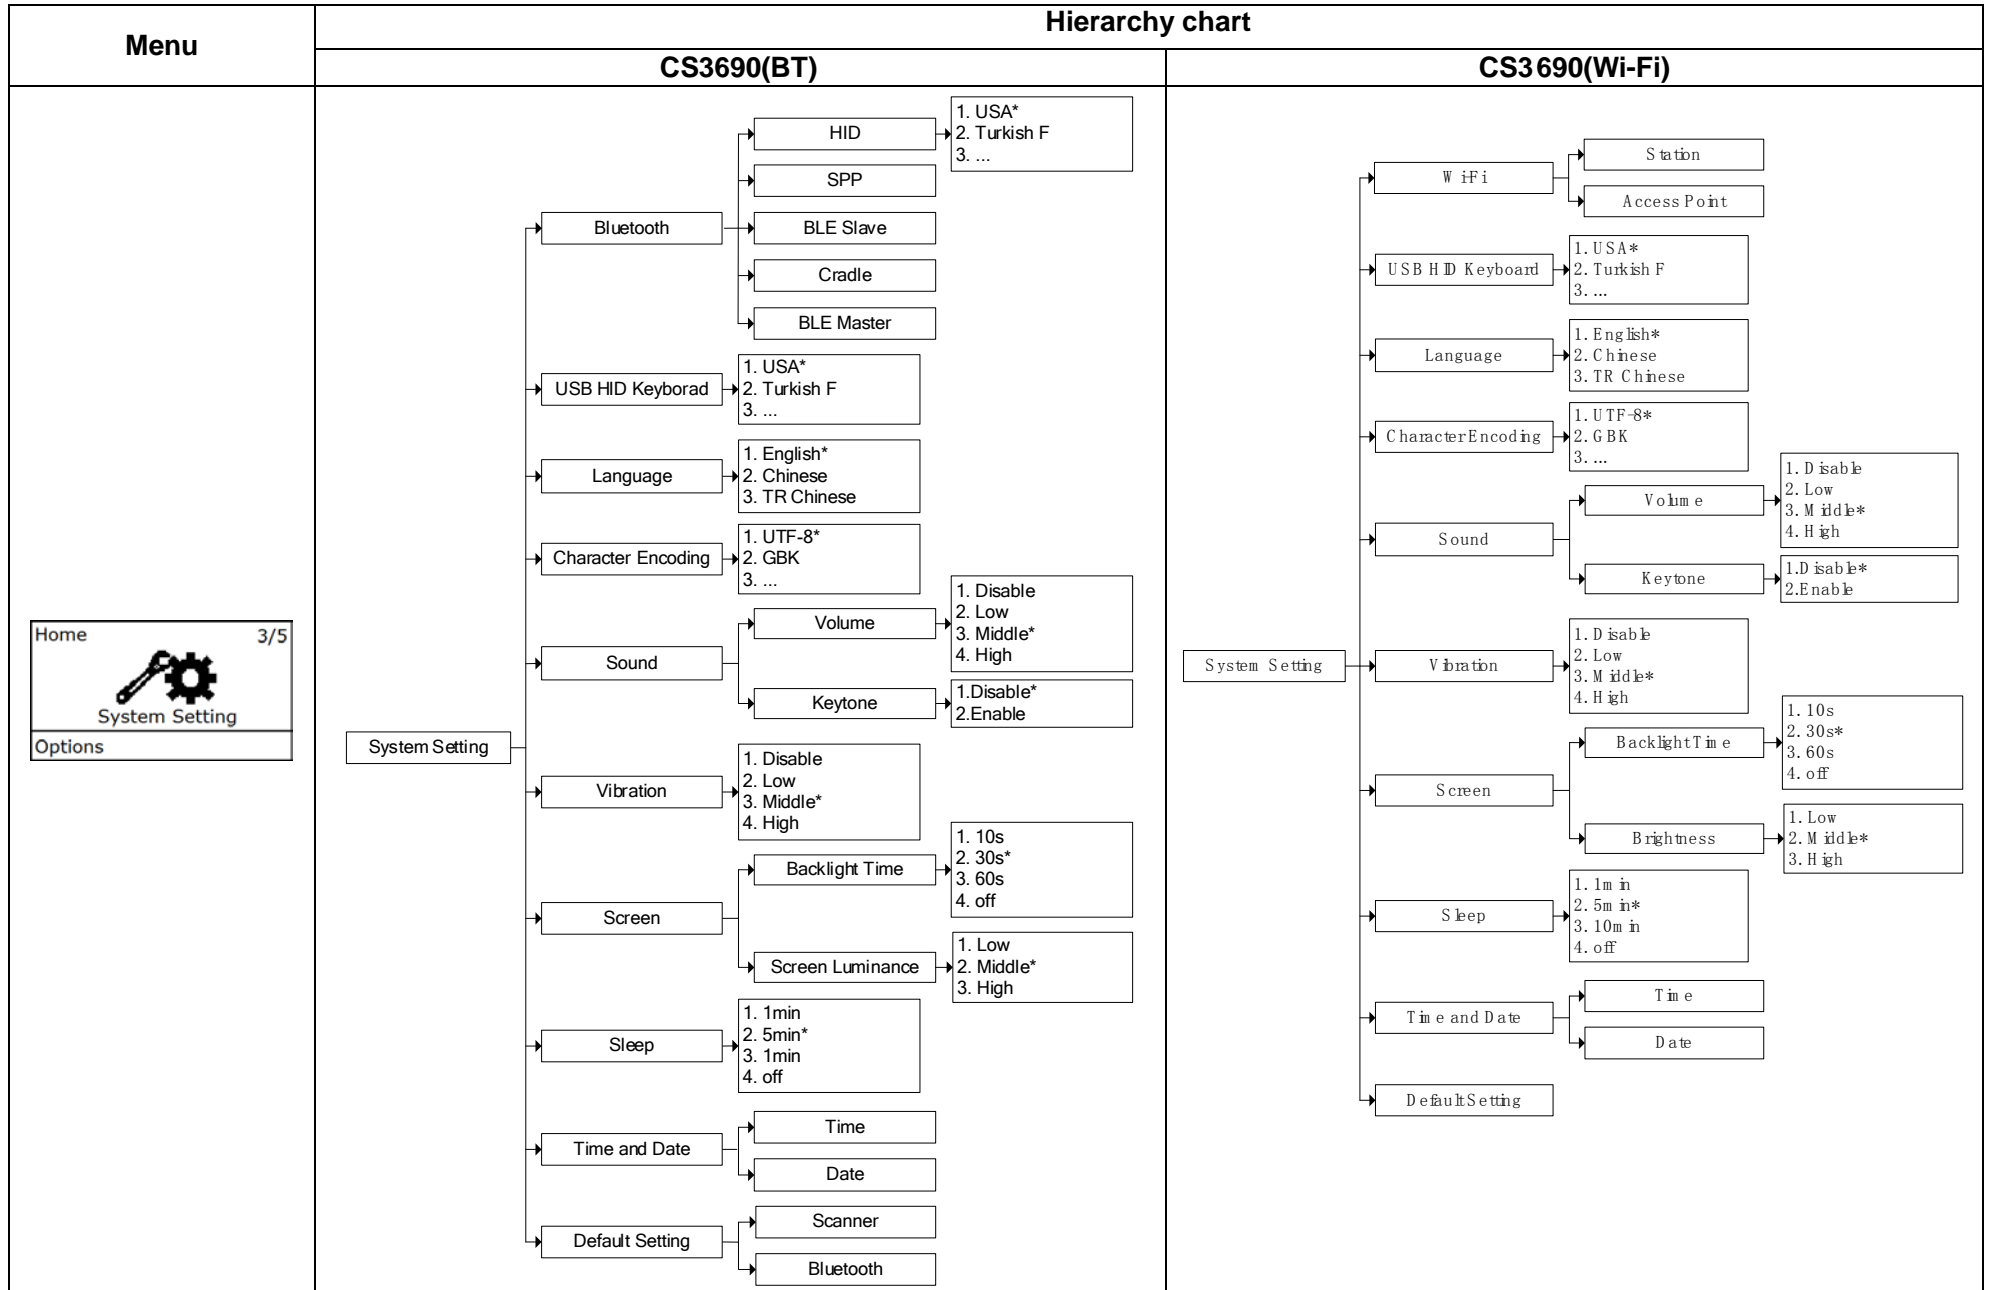 Menu
Hierarchy chart
CS3690(BT)
CS3690(Wi-Fi)
Home 3/5
System Setting
Options
System Setting
Bluetooth
HID
1. USA*
2. Turkish F
3. ...
SPP
BLE Slave
Cradle
BLE Master
USB HID Keyborad
1. USA*
2. Turkish F
3. ...
Language
1. English*
2. Chinese
3. TR Chinese
Character Encoding
1. UTF-8*
2. GBK
3. ...
Sound
Volume
1. Disable
2. Low
3. Middle*
4. High
Keytone
1.Disable*
2.Enable
Vibration
1. Disable
2. Low
3. Middle*
4. High
Screen
Backlight Time
1. 10s
2. 30s*
3. 60s
4. off
Screen Luminance
1. Low
2. Middle*
3. High
Sleep
1. 1min
2. 5min*
3. 1min
4. off
Time and Date
Time
Date
Default Setting
Scanner
Bluetooth
System Setting
Wi-Fi
Station
Access Point
USB HID Keyboard
1. USA*
2. Turkish F
3. ...
Language
1. English*
2. Chinese
3. TR Chinese
Character Encoding
1. UTF-8*
2. GBK
3. ...
Sound
Volume
1. Disable
2. Low
3. Middle*
4. High
Keytone
1.Disable*
2.Enable
Vibration
1. Disable
2. Low
3. Middle*
4. High
Screen
Backlight Time
1. 10s
2. 30s*
3. 60s
4. off
Brightness
1. Low
2. Middle*
3. High
Sleep
1. 1min
2. 5min*
3. 10min
4. off
Time and Date
Time
Date
Default Setting